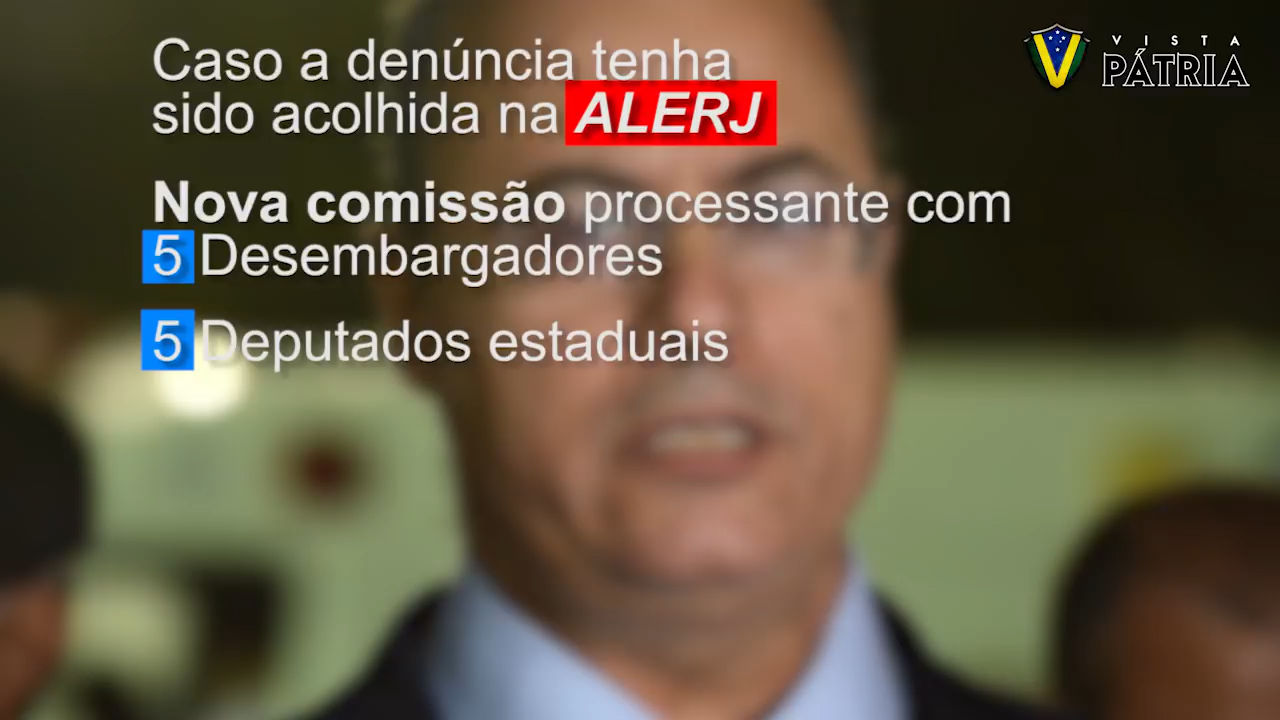 Caso a denúncia tenha
sido acolhida na ALERJ
Nova comissão processante com
5 Desembargadores
5 Deputados estaduais
VISTA
PÁTRIA